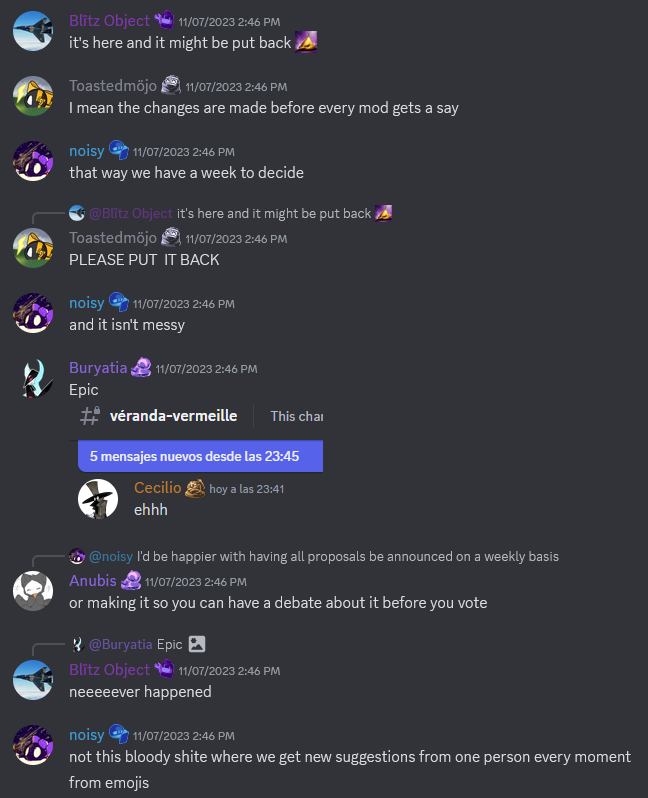 Blïtz Object 11/07/2023 2:46 PM
it's here and it might be put back
Toastedmöjo 11/07/2023 2:46 PM
I mean the changes are made before every mod gets a say
noisy 11/07/2023 2:46 PM
that way we have a week to decide
@Blïtz Object it's here and it might be put back
Toastedmöjo 11/07/2023 2:46 PM
PLEASE PUT IT BACK
noisy 11/07/2023 2:46 PM
and it isn't messy
Buryatia 11/07/2023 2:46 PM
Epic
véranda-vermeille This char
5 mensajes nuevos desde las 23:45
Cecilio hoy a las 23:41
ehhh
@noisy I'd be happier with having all proposals be announced on a weekly basis
Anubis 11/07/2023 2:46 PM
or making it so you can have a debate about it before you vote
@Buryatia Epic
Blïtz Object 11/07/2023 2:46 PM
neeeeever happened
noisy 11/07/2023 2:46 PM
not this bloody shite where we get new suggestions from one person every moment
from emojis